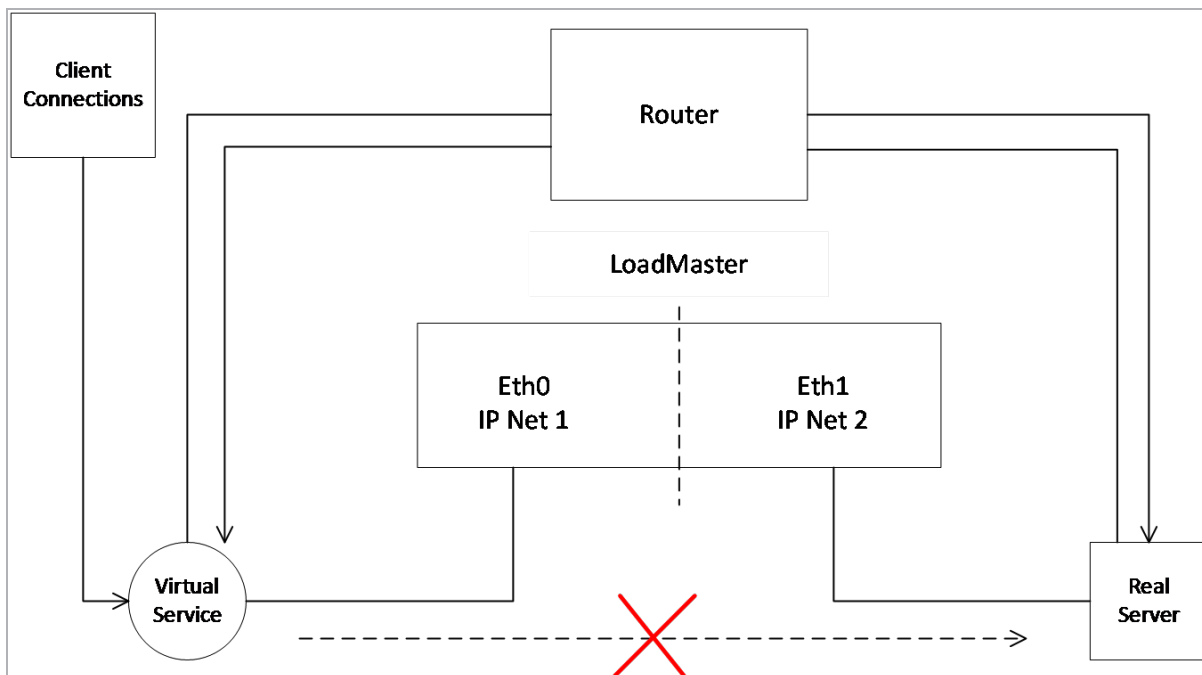 Client
Connections
Router
LoadMaster
Eth0
IP Net 1
Eth1
IP Net 2
Virtual
Service
Real
Server